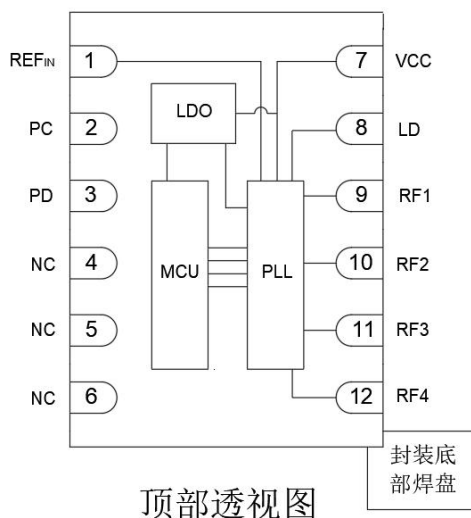 REFIN 1 7 VCC
LDO
PC 2 8 LD
PD 3 9 RF1
MCU PLL
NC 4 10 RF2
NC 5 11 RF3
NC 6 12 RF4
封装底
部焊盘
顶部透视图